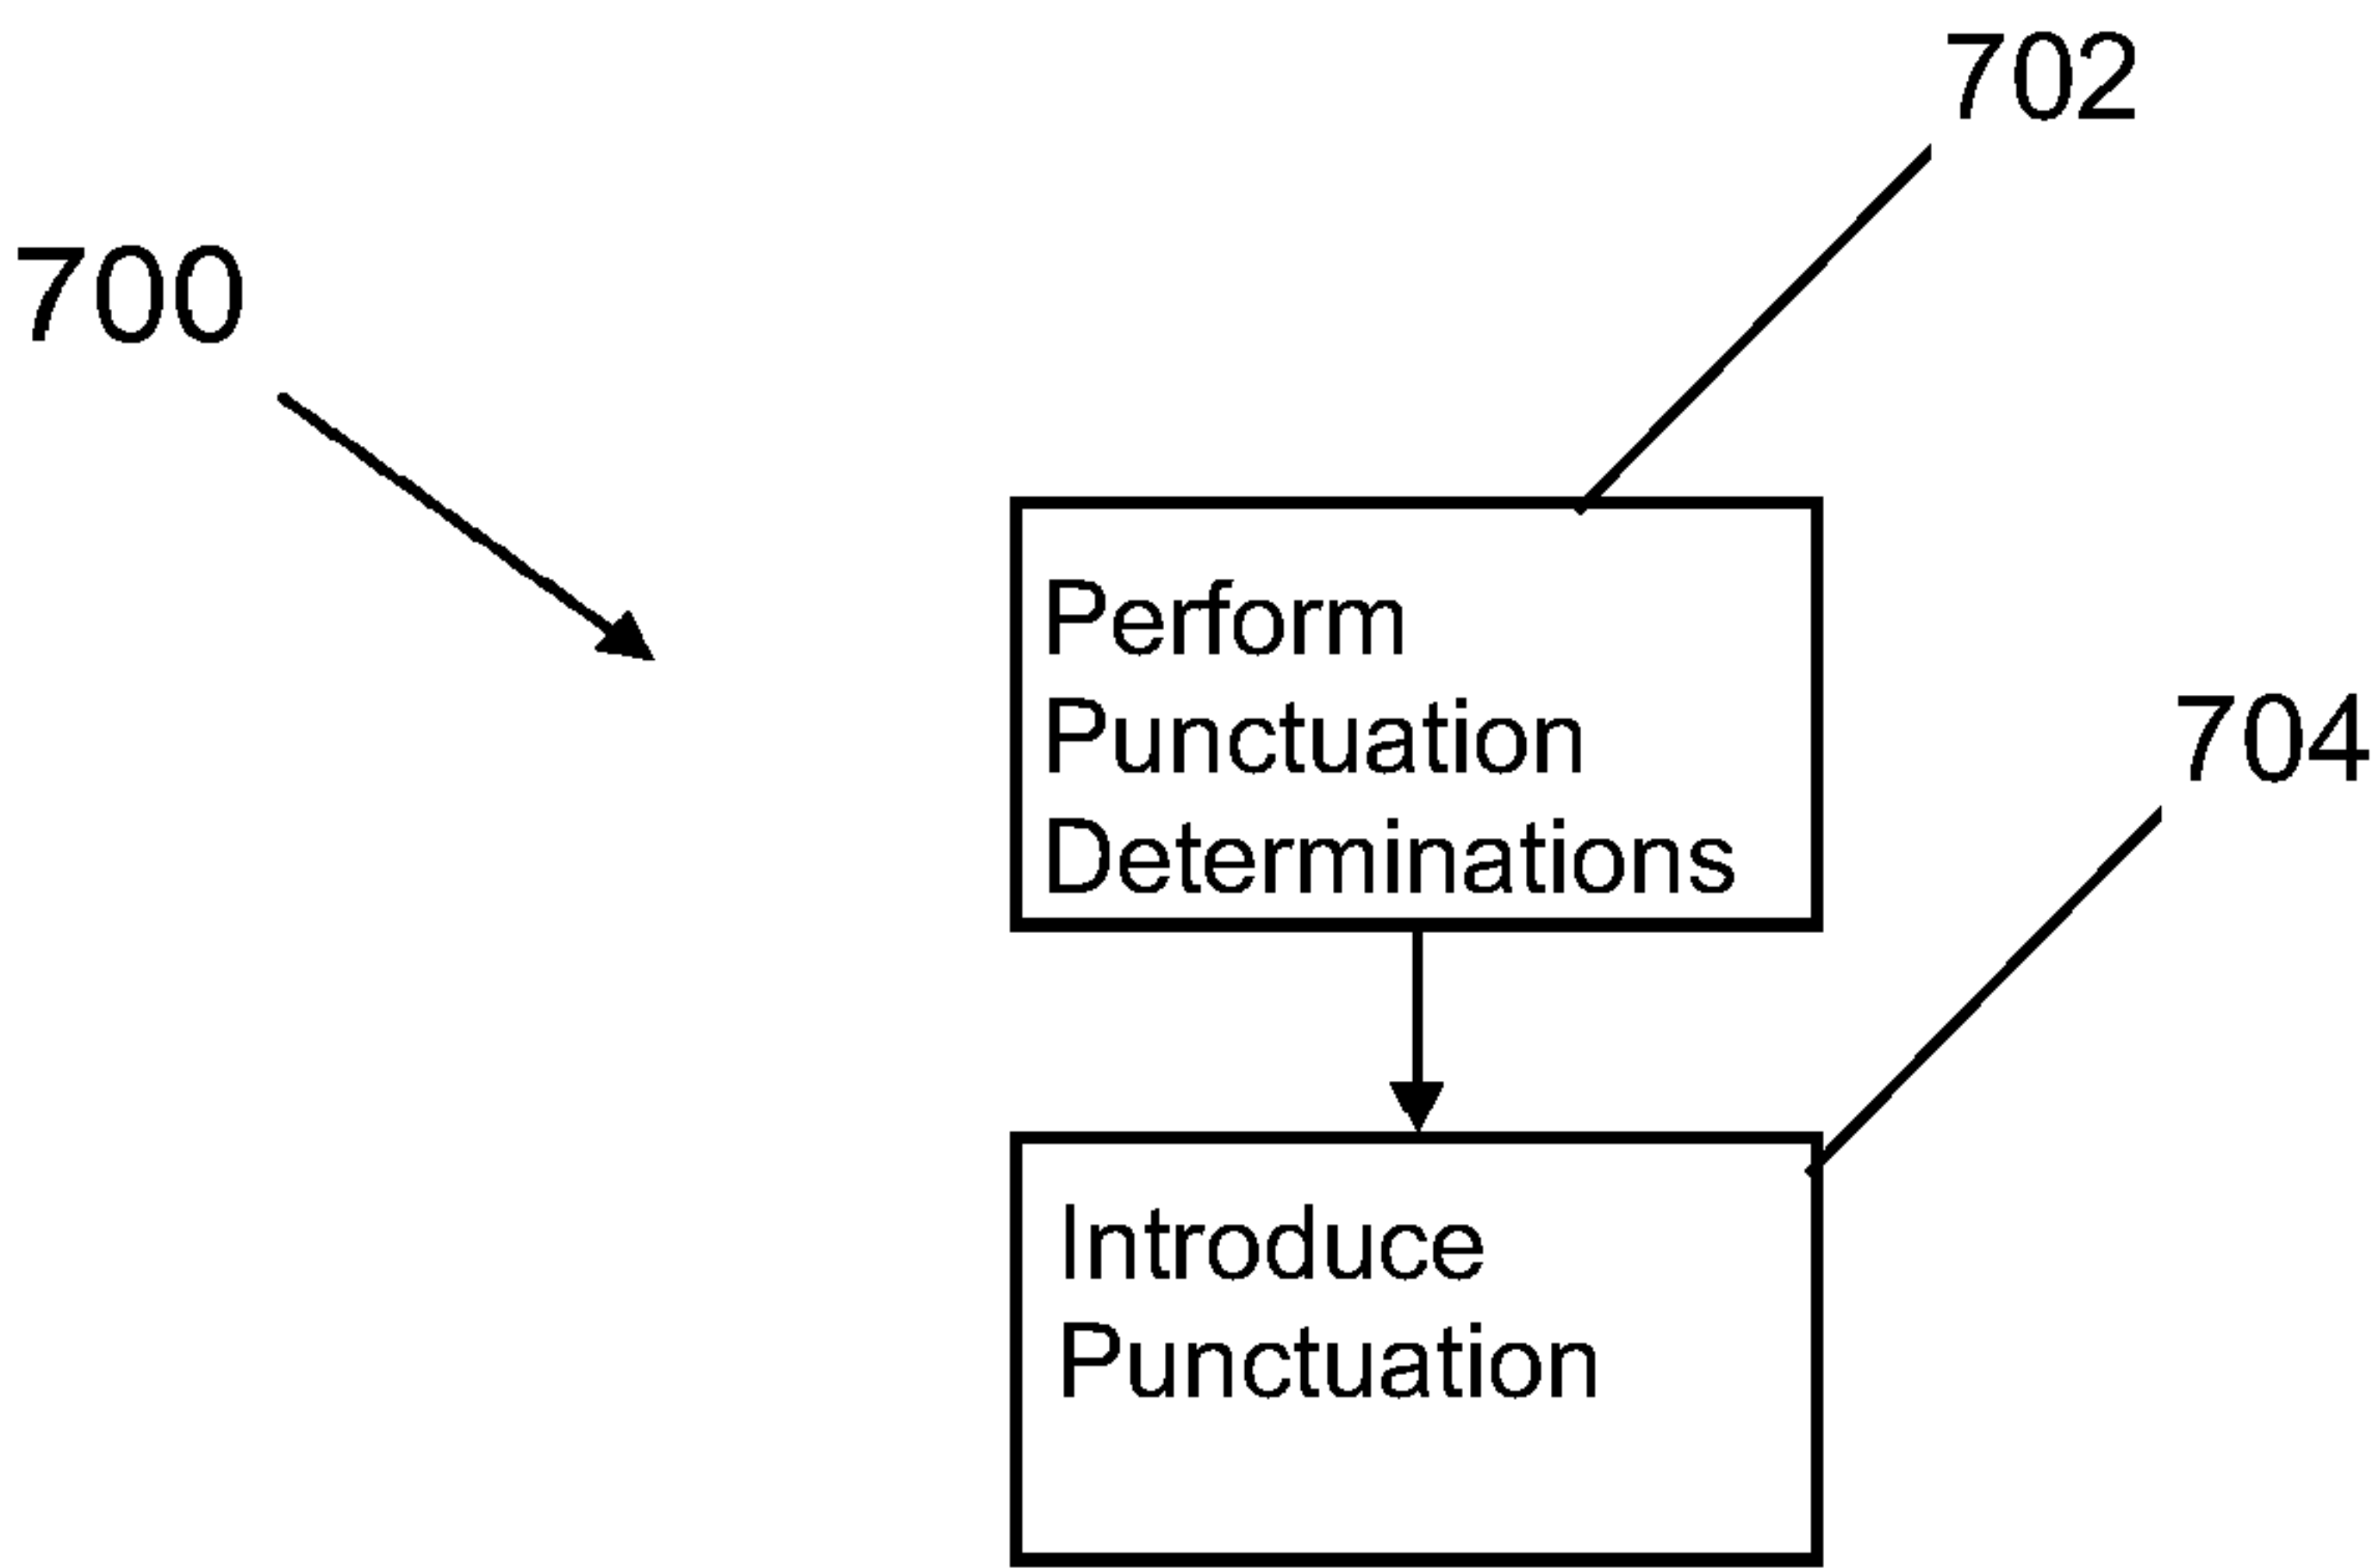 702
700
Perform
Punctuation
Determinations
704
Introduce
Punctuation